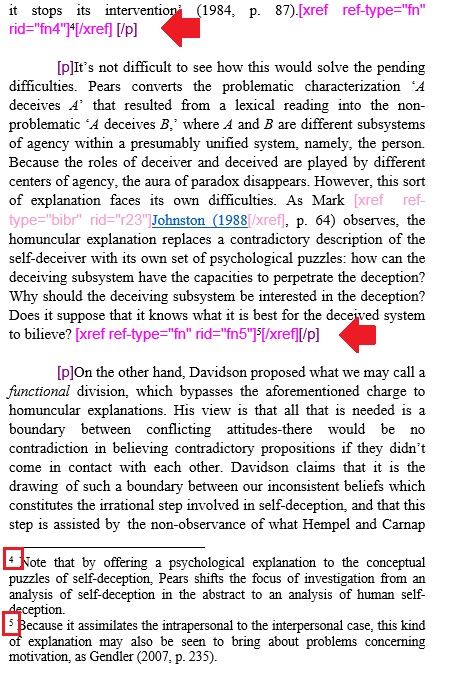 it stops its intervention' (1984, p. 87).[xref ref-type="fn"
rid="fn4"]4[/xref] [/p]
[p]It's not difficult to see how this would solve the pending
difficulties. Pears converts the problematic characterization 'A
deceives A' that resulted from a lexical reading into the non-
problematic 'A deceives B,' where A and B are different subsystems
of agency within a presumably unified system, namely, the person.
Because the roles of deceiver and deceived are played by different
centers of agency, the aura of paradox disappears. However, this sort
of explanation faces its own difficulties. As Mark [xref ref-
type="bibr" rid="r23"]Johnston (1988[/xref], p. 64) observes, the
homuncular explanation replaces a contradictory description of the
self-deceiver with its own set of psychological puzzles: how can the
deceiving subsystem have the capacities to perpetrate the deception?
Why should the deceiving subsystem be interested in the deception?
Does it suppose that it knows what it is best for the deceived system
to bilieve? [xref ref-type="fn" rid="fn5"]5[/xref][/p]
[p]On the other hand, Davidson proposed what we may call a
functional division, which bypasses the aforementioned charge to
homuncular explanations. His view is that all that is needed is a
boundary between conflicting attitudes-there would be no
contradiction in believing contradictory propositions if they didn't
come in contact with each other. Davidson claims that it is the
drawing of such a boundary between our inconsistent beliefs which
constitutes the irrational step involved in self-deception, and that this
step is assisted by the non-observance of what Hempel and Carnap
4 Note that by offering a psychological explanation to the conceptual
puzzles of self-deception, Pears shifts the focus of investigation from an
analysis of self-deception in the abstract to an analysis of human self-
deception.
5 Because it assimilates the intrapersonal to the interpersonal case, this kind
of explanation may also be seen to bring about problems concerning
motivation, as Gendler (2007, p. 235).